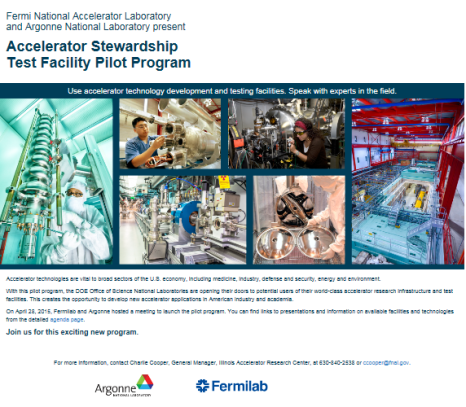 Fermi National Accelerator Laboratory
and Argonne National Laboratory present
Accelerator Stewardship
Test Facility Pilot Program
Use accelerator technology development and testing facilities. Speak with experts in the field.
Accelerator technologies are vital to broad sectors of the U.S. economy, including medicine, industry, defense and security, energy and environment.
With this pilot program, the DOE Office of Science National Laboratories are opening their doors to potential users of their world-class accelerator research infrastructure and test
facilities. This creates the opportunity to develop new accelerator applications in American industry and academia.
On April 28, 2015, Fermilab and Argonne hosted a meeting to launch the pilot program. You can find links to presentations and information on available facilities and technologies
from the detailed agenda page.
Join us for this exciting new program.
For more information, contact Charlie Cooper, General Manager, Illinois Accelerator Research Center, at 630-840-2538 or ccooper@fnal.gov.
Argonne
NATIONAL LABORATORY
Fermilab